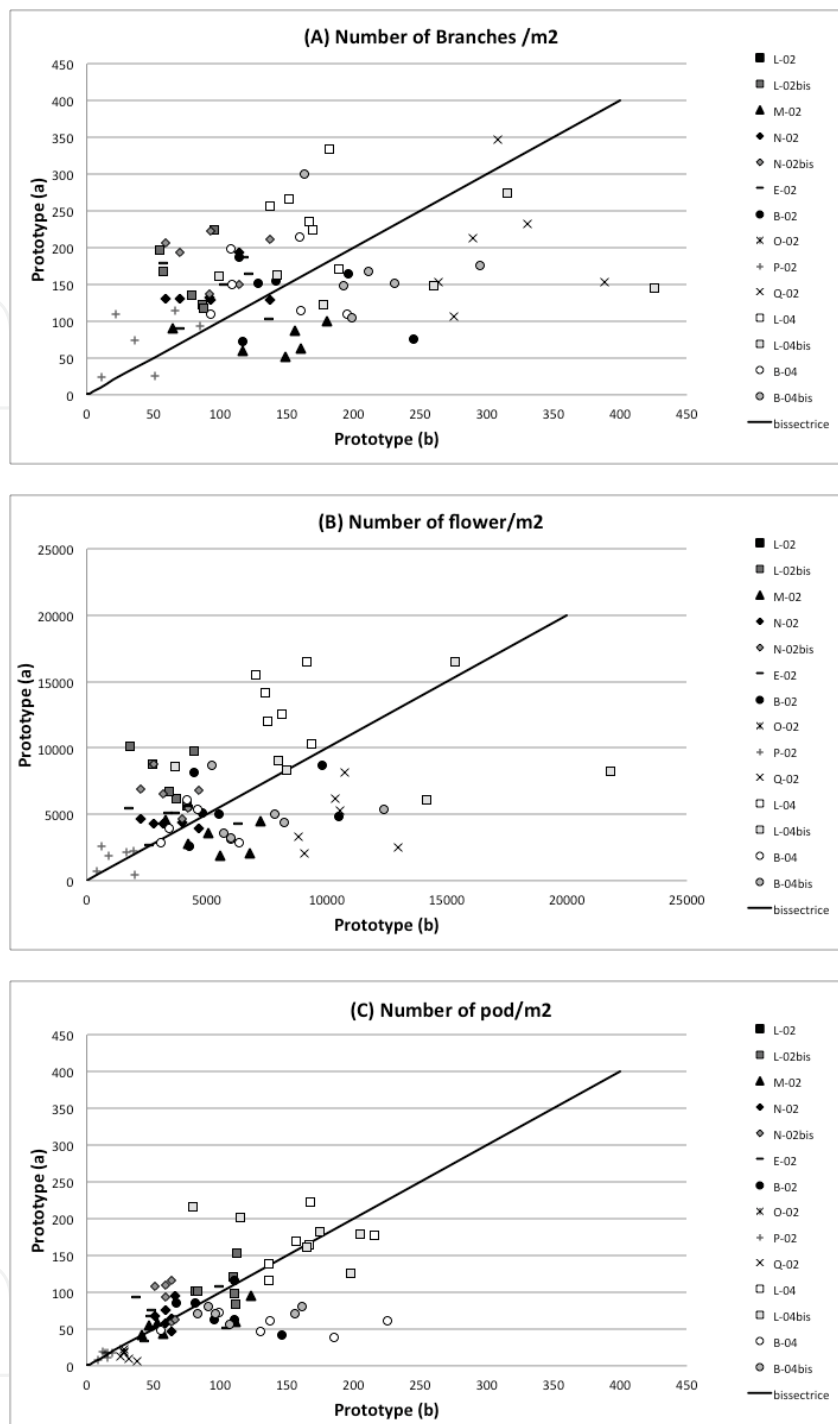 (A) Number of Branches /m2
450
400
350
300
250
200
150
100
50
0
Prototype (a)
0 50 100 150 200 250 300 350 400 450
Prototype (b)
L-02
L-02bis
M-02
N-02
N-02bis
E-02
B-02
O-02
P-02
Q-02
L-04
L-04bis
B-04
B-04bis
bissectrice
(B) Number of flower/m2
25000
20000
15000
10000
5000
0
Prototype (a)
0 5000 10000 15000 20000 25000
Prototype (b)
L-02
L-02bis
M-02
N-02
N-02bis
E-02
B-02
O-02
P-02
Q-02
L-04
L-04bis
B-04
B-04bis
bissectrice
(C) Number of pod/m2
450
400
350
300
250
200
150
100
50
0
Prototype (a)
0 50 100 150 200 250 300 350 400 450
Prototype (b)
L-02
L-02bis
M-02
N-02
N-02bis
E-02
B-02
O-02
P-02
Q-02
L-04
L-04bis
B-04
B-04bis
bissectrice